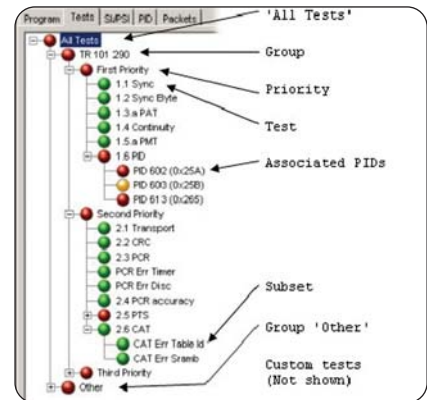 Program Tests SI/PSI PID Packets
'All Tests'
All Tests
Group
TR 101 290
First Priority
Priority
1.1 Sync
1.2 Sync Byte
Test
1.3.a PAT
1.4 Continuity
1.5.a PMT
1.6 PID
Associated PIDs
PID 602 (0x25A)
PID 603 (0x25B)
PID 613 (0x265)
Second Priority
2.1 Transport
2.2 CRC
2.3 PCR
PCR Err Timer
PCR Err Disc
Subset
2.4 PCR accuracy
2.5 PTS
2.6 CAT
Group 'Other'
CAT Err Table Id
CAT Err Sramb
Custom tests
(Not shown)
Third Priority
Other